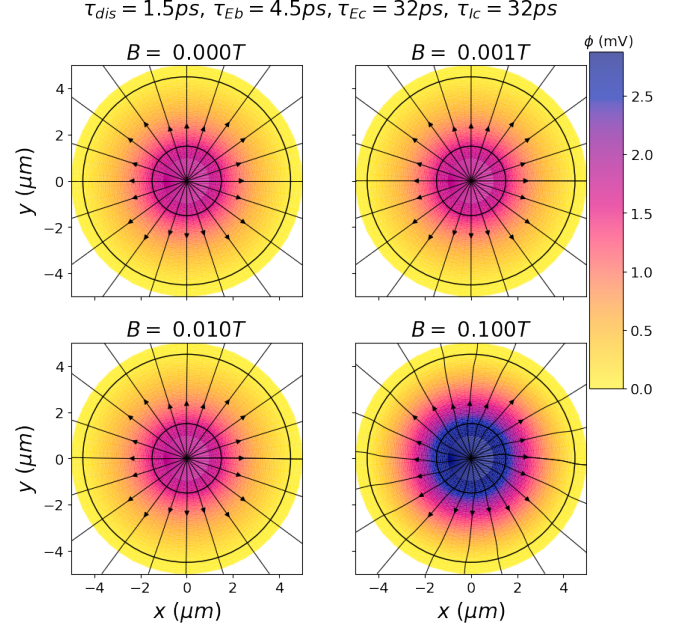 τ_dis = 1.5ps, τ_Eb = 4.5ps, τ_Ec = 32ps, τ_Ic = 32ps
B = 0.000T
B = 0.001T
ϕ (mV)
4
2
0
−2
−4
y (μm)
2.5
2.0
1.5
1.0
0.5
0.0
B = 0.010T
B = 0.100T
4
2
0
−2
−4
y (μm)
−4 −2 0 2 4
−4 −2 0 2 4
x (μm)
x (μm)